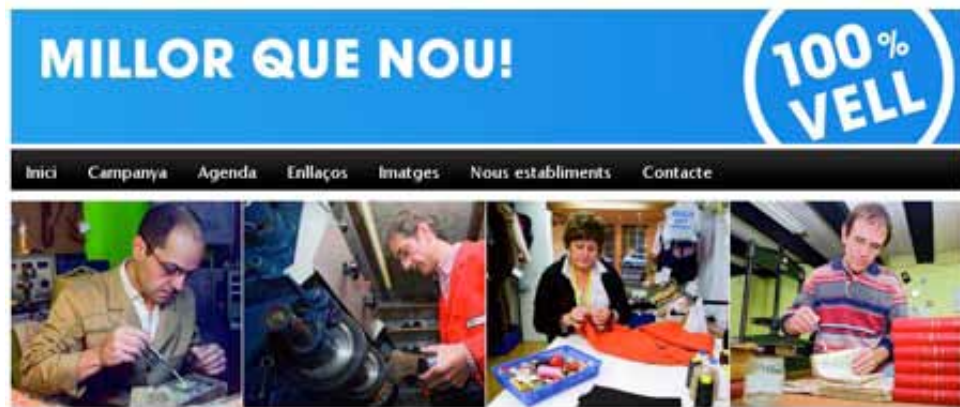 MILLOR QUE NOU!
100%
VELL
Inici Campanya Agenda Enllaços Imatges Nous establiments Contacte